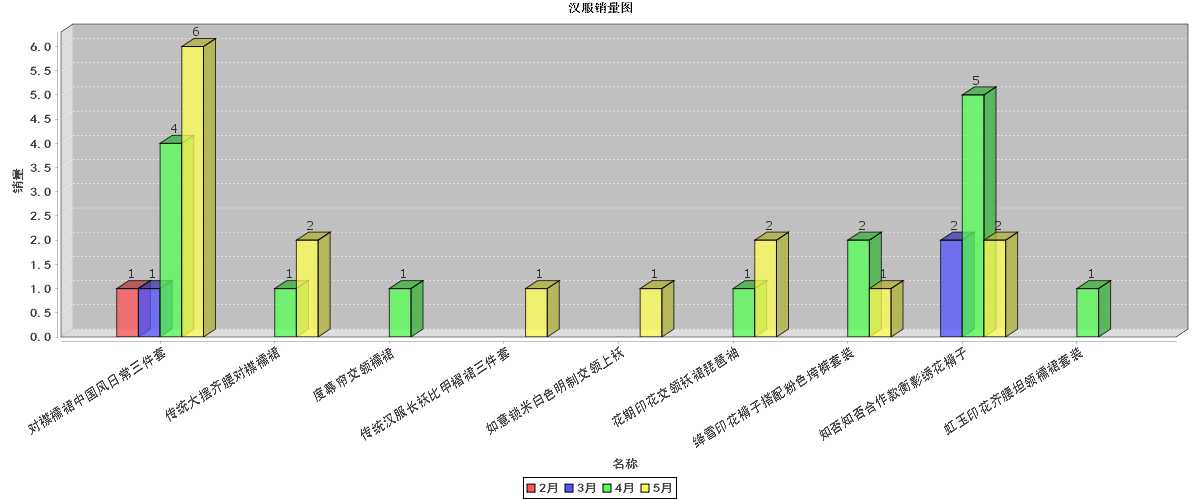 汉服销量图
销量
6.0
5.5
5.0
4.5
4.0
3.5
3.0
2.5
2.0
1.5
1.0
0.5
0.0
1
1
4
6
1
2
1
1
1
1
2
2
1
2
5
2
1
对襟襦裙中国风日常三件套
传统大摆齐腰对襟襦裙
度幕帘交领襦裙
传统汉服长袄比甲褶裙三件套
如意锁米白色明制交领上袄
花朝印花交领袄裙琵琶袖
绛雪印花褙子搭配粉色垮裤套装
知否知否合作款衡影绣花褙子
虹玉印花齐腰坦领襦裙套装
名称
2月 3月 4月 5月